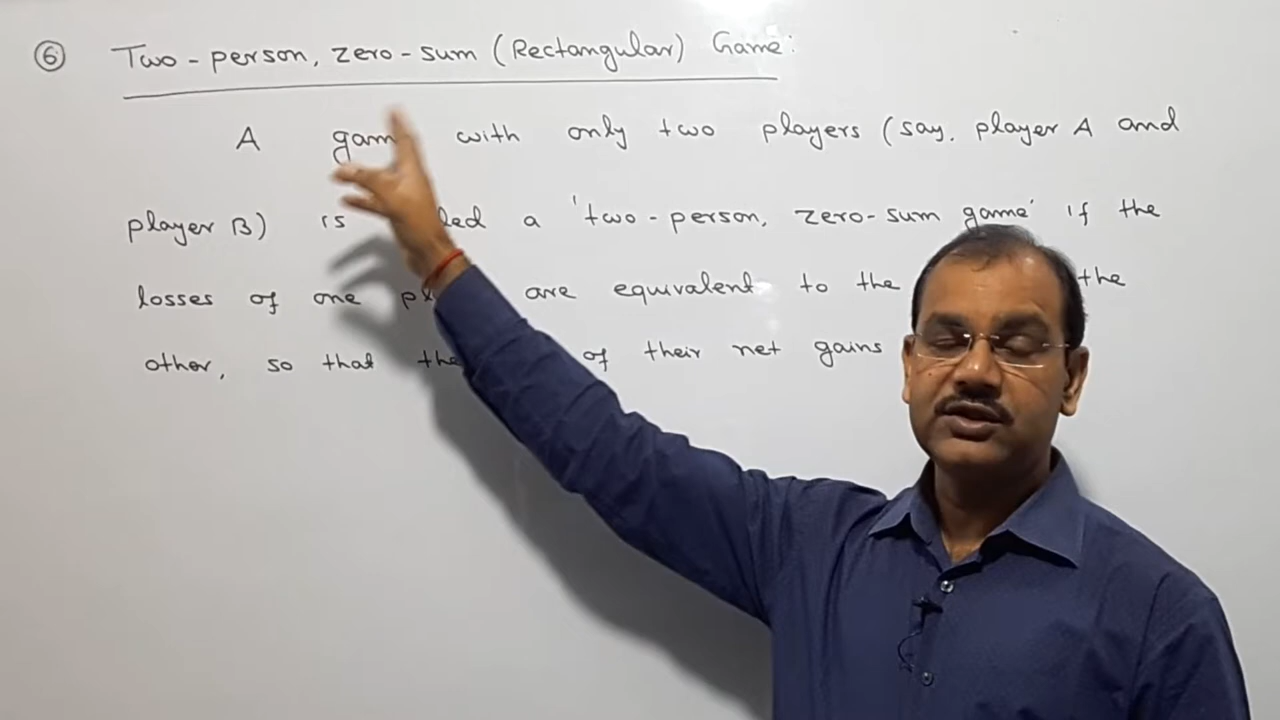 ⑥ Two-person, zero-sum (Rectangular) Game:
A game with only two players (say, player A and
player B) is a 'two-person, zero-sum game' if the
losses of one are equivalent to the the
other, so that the of their net gains